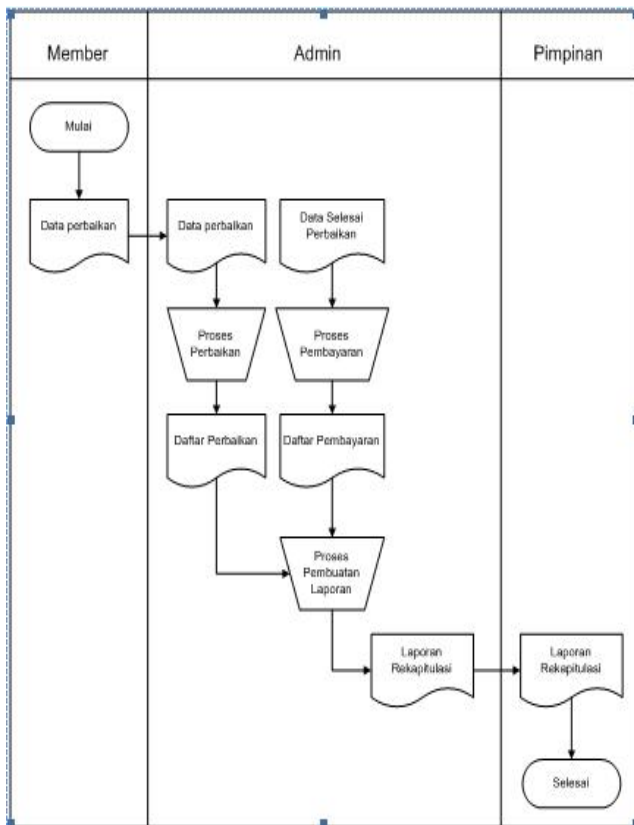 Member
Admin
Pimpinan
Mulai
Data perbaikan
Data perbaikan
Data Selesai
Perbaikan
Proses
Perbaikan
Proses
Pembayaran
Daftar Perbaikan
Daftar Pembayaran
Proses
Pembuatan
Laporan
Laporan
Rekapitulasi
Laporan
Rekapitulasi
Selesai